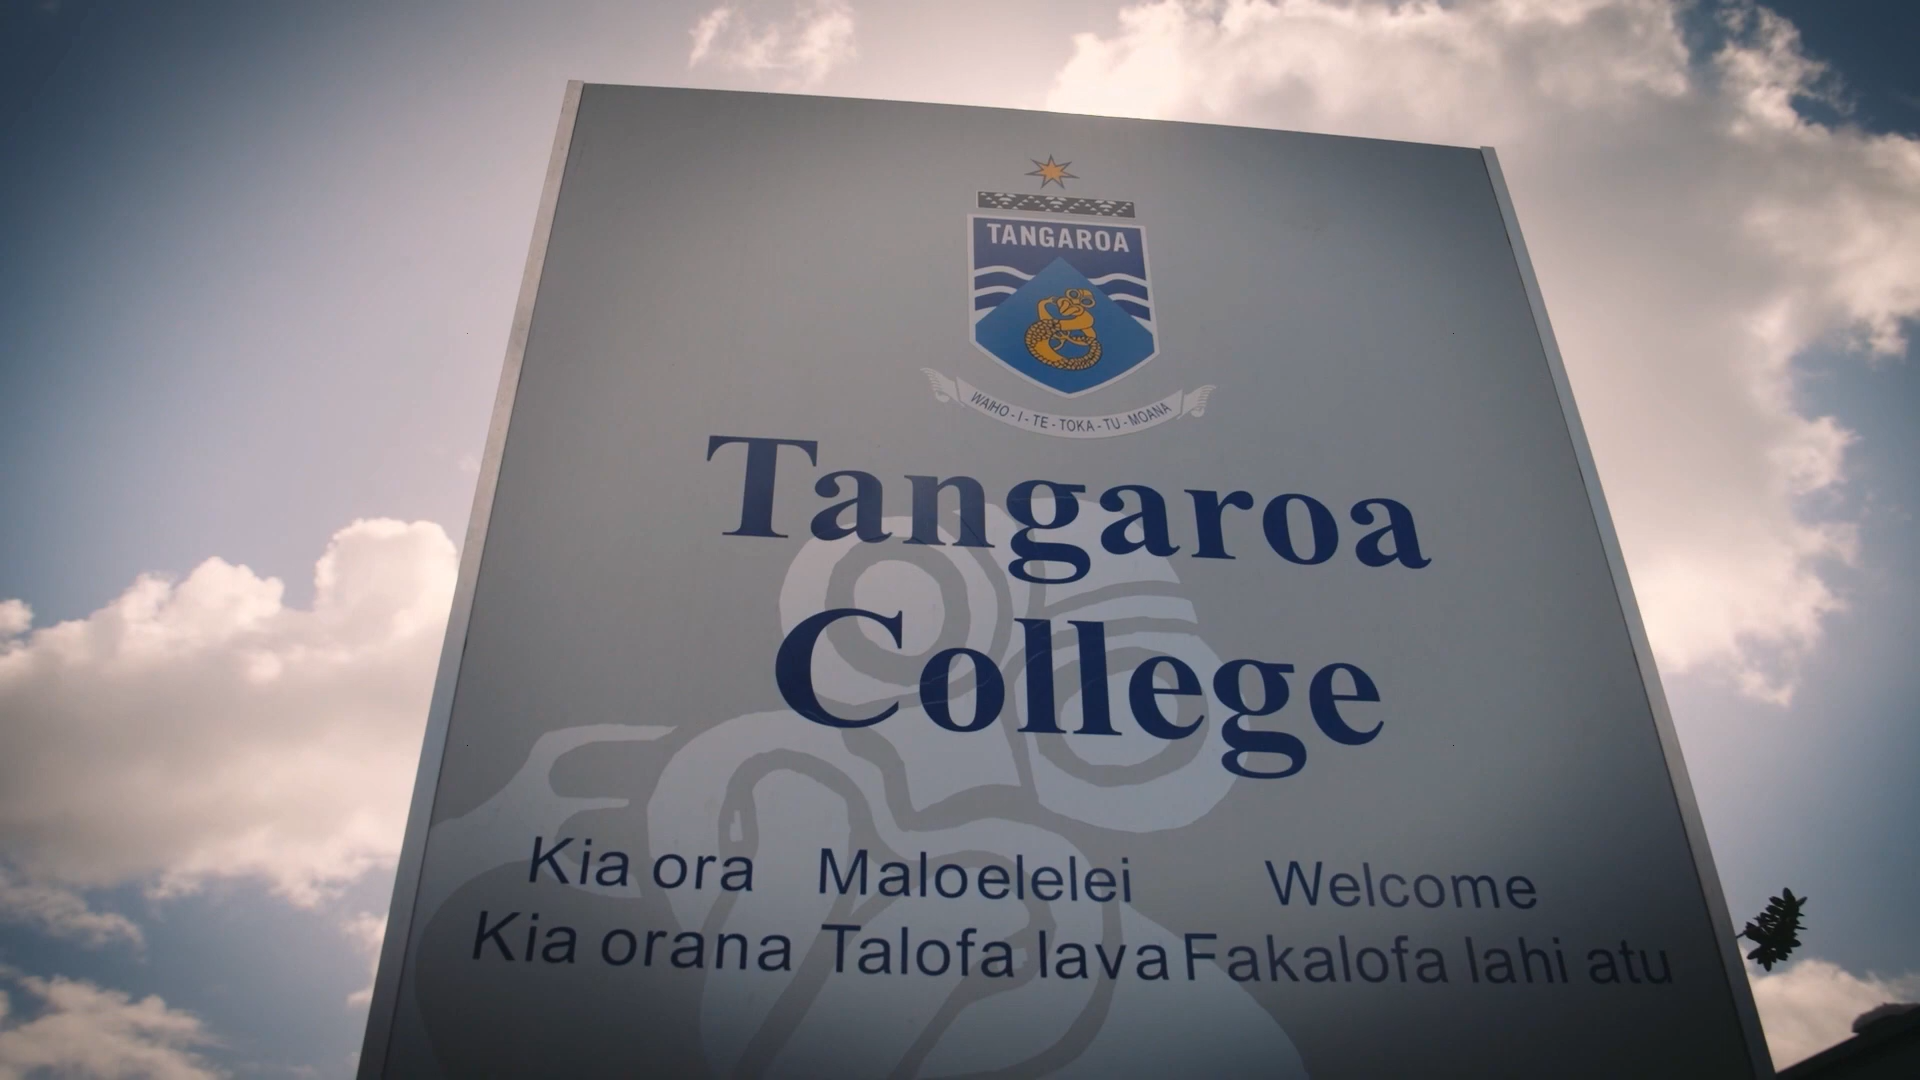 TANGAROA
WAIHO - I - TE - TOKA - TU - MOANA
Tangaroa
College
Kia ora Maloelelei Welcome
Kia orana Talofa lava Fakalofa lahi atu